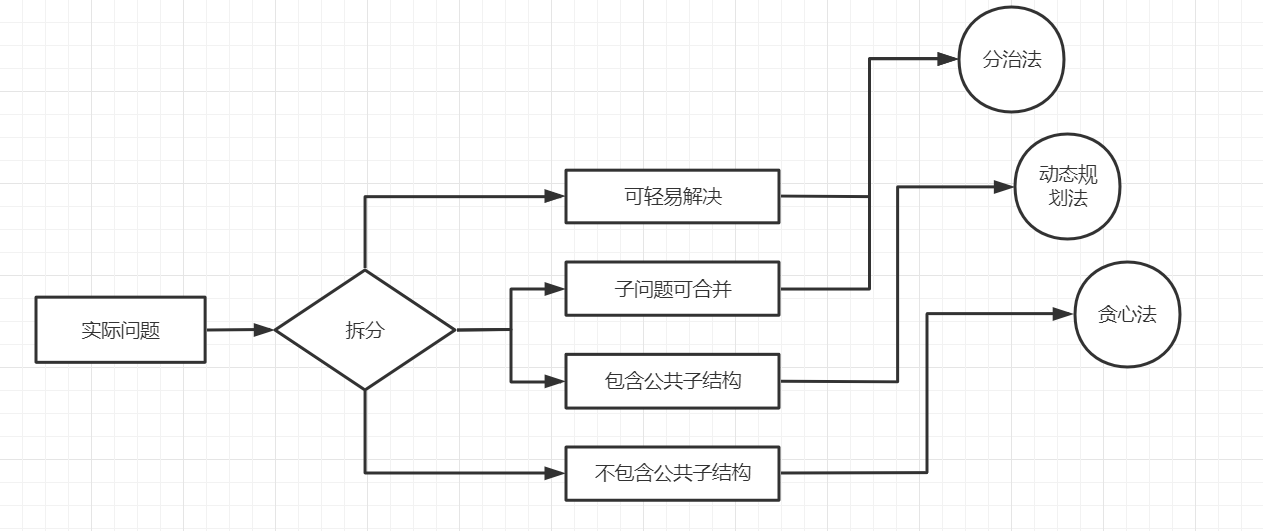 实际问题
拆分
可轻易解决
子问题可合并
包含公共子结构
不包含公共子结构
分治法
动态规
划法
贪心法